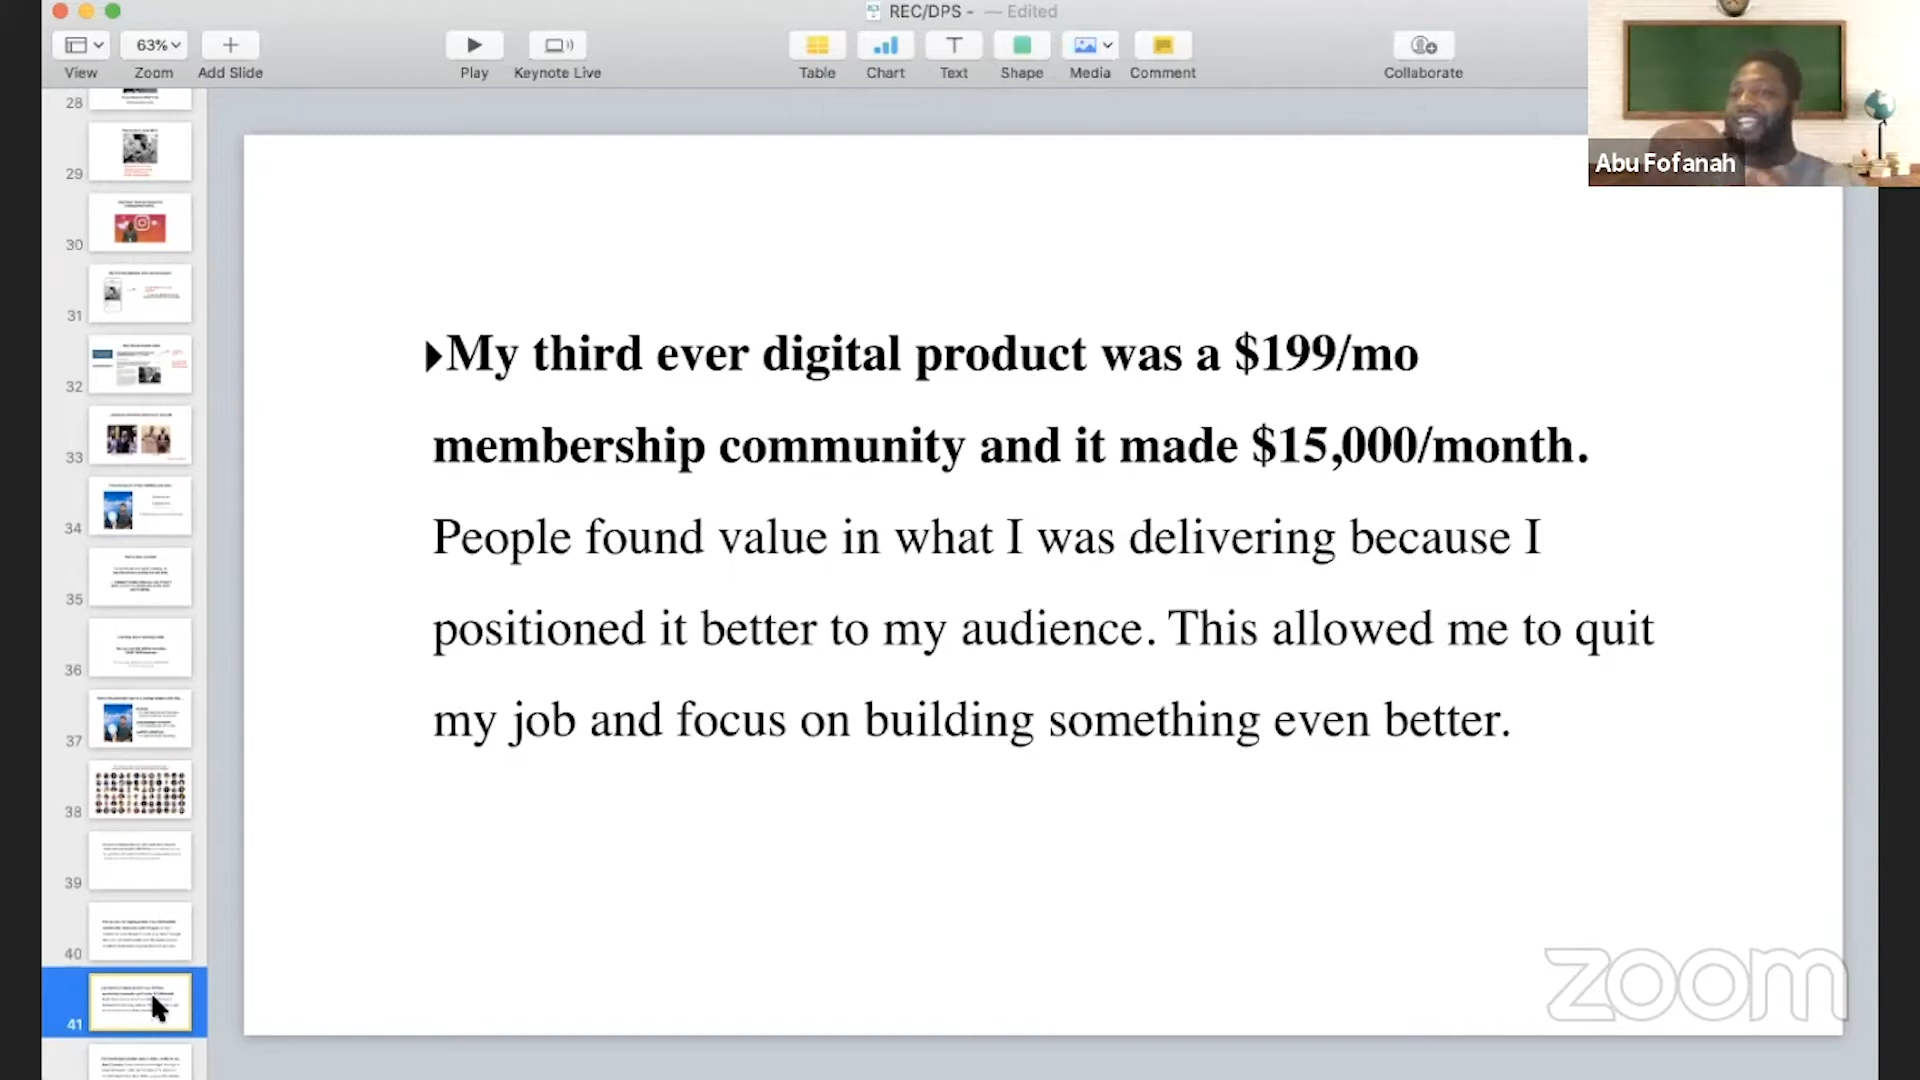 REC/DPS - — Edited
63%
View
Zoom
Add Slide
Play
Keynote Live
Table
Chart
Text
Shape
Media
Comment
Collaborate
Abu Fofanah
28
29
30
31
32
33
34
35
36
37
38
39
40
41
My third ever digital product was a $199/mo
membership community and it made $15,000/month.
People found value in what I was delivering because I
positioned it better to my audience. This allowed me to quit
my job and focus on building something even better.
zoom